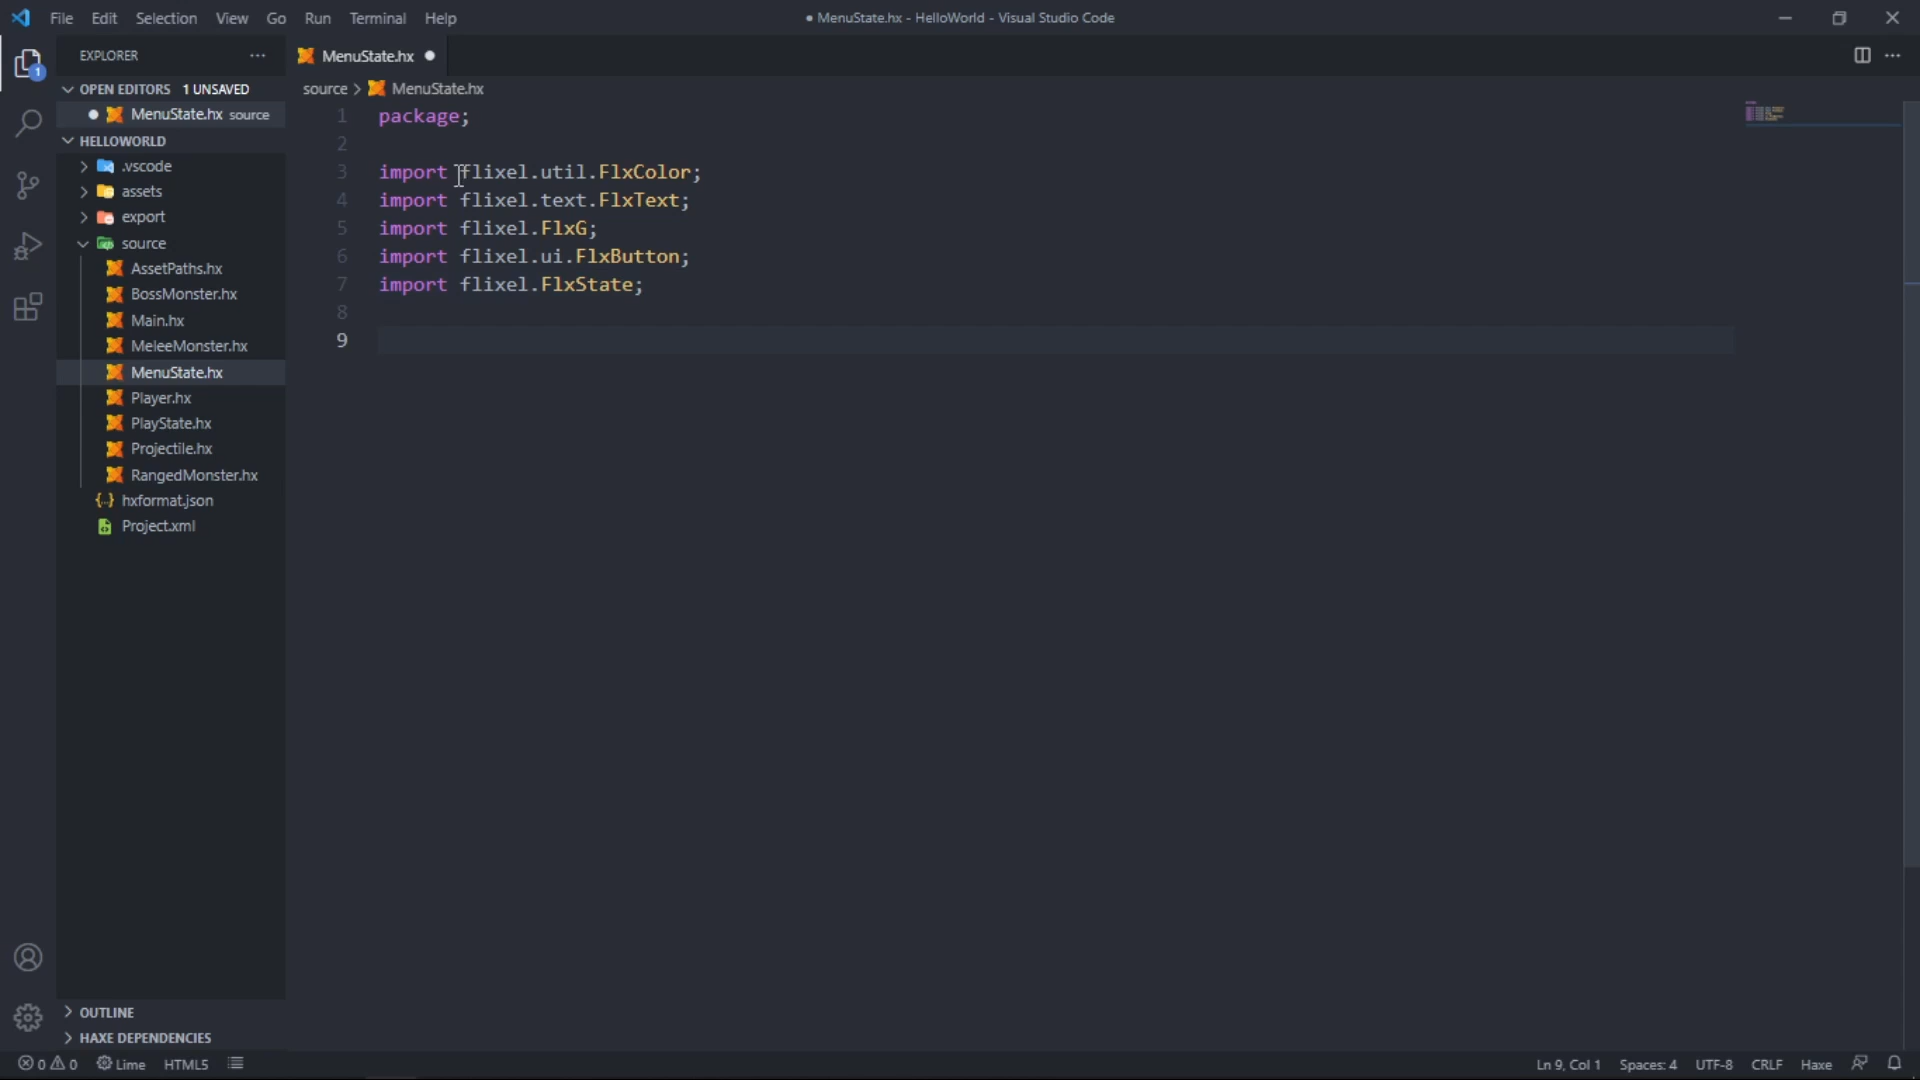 File Edit Selection View Go Run Terminal Help
● MenuState.hx - HelloWorld - Visual Studio Code
1
EXPLORER
OPEN EDITORS 1 UNSAVED
MenuState.hx source
HELLOWORLD
.vscode
assets
export
source
AssetPaths.hx
BossMonster.hx
Main.hx
MeleeMonster.hx
MenuState.hx
Player.hx
PlayState.hx
Projectile.hx
RangedMonster.hx
hxformat.json
Project.xml
OUTLINE
HAXE DEPENDENCIES
MenuState.hx
source > MenuState.hx
1 package;
2
3 import flixel.util.FlxColor;
4 import flixel.text.FlxText;
5 import flixel.FlxG;
6 import flixel.ui.FlxButton;
7 import flixel.FlxState;
8
9
0 0 Lime HTML5
Ln 9, Col 1 Spaces: 4 UTF-8 CRLF Haxe